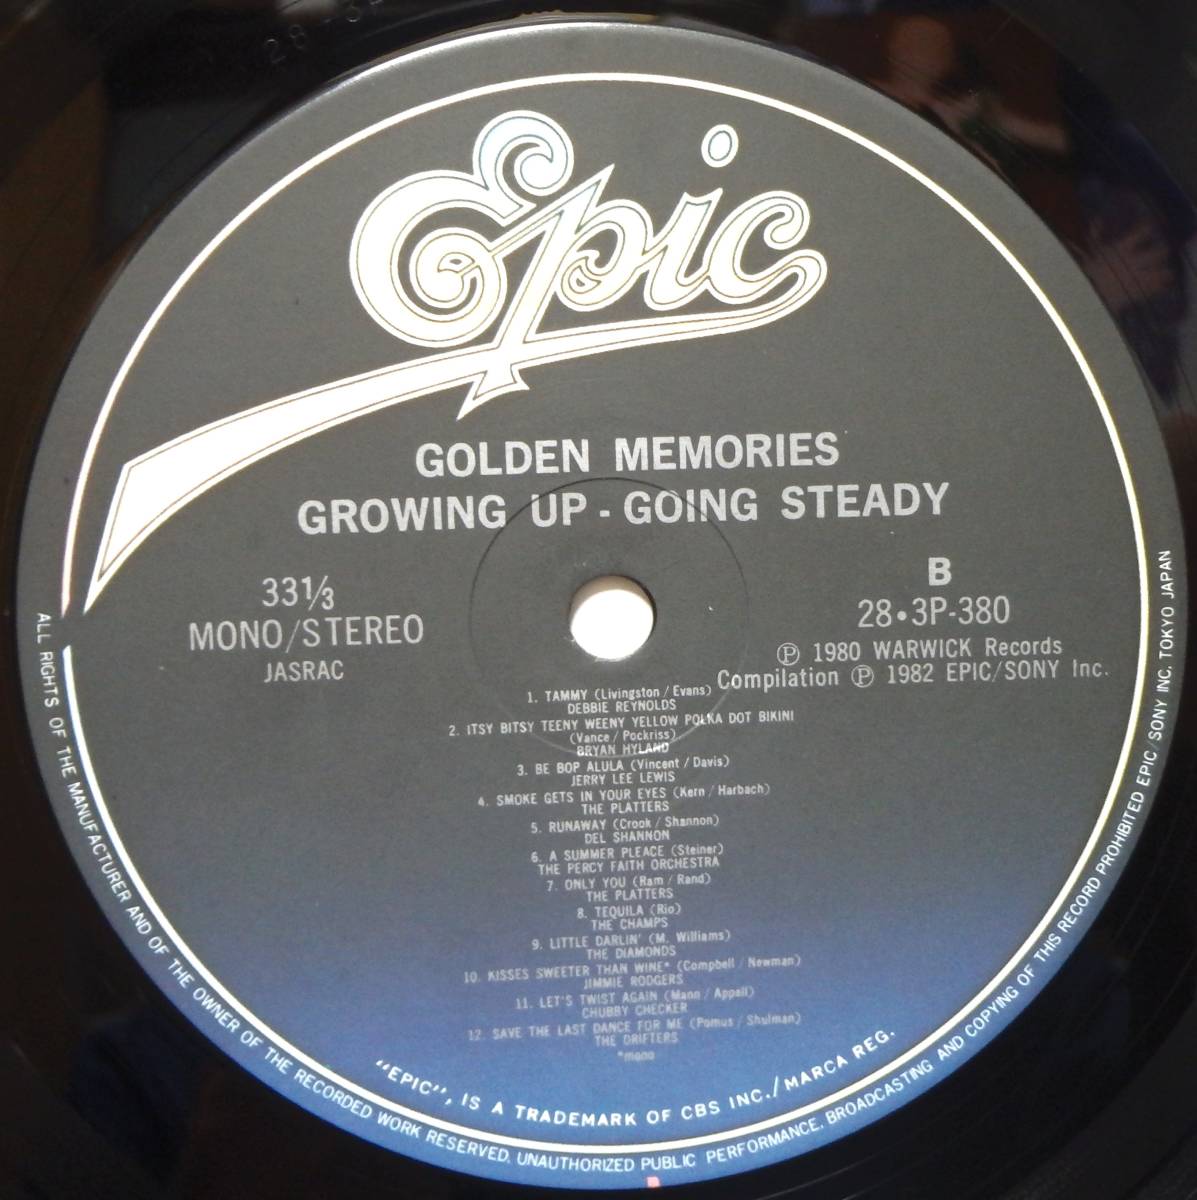 Epic
GOLDEN MEMORIES
GROWING UP - GOING STEADY
33⅓
MONO/STEREO
JASRAC
B
28•3P-380
Ⓟ 1980 WARWICK Records
Compilation Ⓟ 1982 EPIC/SONY Inc.
1. TAMMY (Livingston / Evans)
DEBBIE REYNOLDS
2. ITSY BITSY TEENY WEENY YELLOW POLKA DOT BIKINI
(Vance / Pockriss)
BRYAN HYLAND
3. BE BOP ALULA (Vincent / Davis)
JERRY LEE LEWIS
4. SMOKE GETS IN YOUR EYES (Kern / Harbach)
THE PLATTERS
5. RUNAWAY (Crook / Shannon)
DEL SHANNON
6. A SUMMER PLEACE (Steiner)
THE PERCY FAITH ORCHESTRA
7. ONLY YOU (Ram / Rand)
THE PLATTERS
8. TEQUILA (Rio)
THE CHAMPS
9. LITTLE DARLIN' (M. Williams)
THE DIAMONDS
10. KISSES SWEETER THAN WINE* (Campbell / Newman)
JIMMIE RODGERS
11. LET'S TWIST AGAIN (Mann / Appell)
CHUBBY CHECKER
12. SAVE THE LAST DANCE FOR ME (Pomus / Shulman)
THE DRIFTERS
*mono
"EPIC", IS A TRADEMARK OF CBS INC./MARCA REG.
ALL RIGHTS OF THE MANUFACTURER AND OF THE OWNER OF THE RECORDED WORK RESERVED. UNAUTHORIZED PUBLIC PERFORMANCE, BROADCASTING AND COPYING OF THIS RECORD PROHIBITED EPIC/SONY INC. TOKYO JAPAN